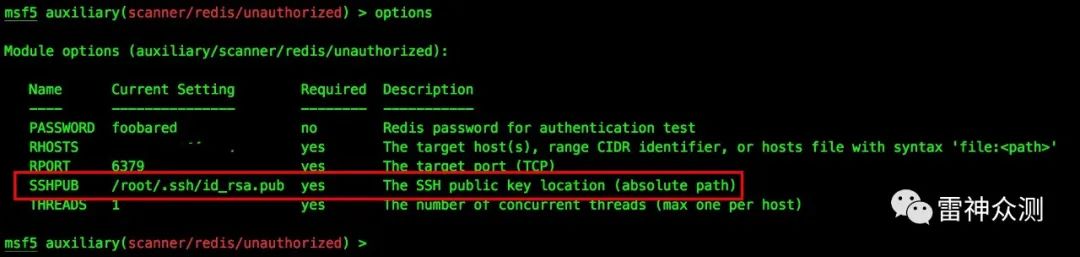 msf5 auxiliary(scanner/redis/unauthorized) > options
Module options (auxiliary/scanner/redis/unauthorized):
Name Current Setting Required Description
---- --------------- -------- -----------
PASSWORD foobared no Redis password for authentication test
RHOSTS yes The target host(s), range CIDR identifier, or hosts file with syntax 'file:<path>'
RPORT 6379 yes The target port (TCP)
SSHPUB /root/.ssh/id_rsa.pub yes The SSH public key location (absolute path)
THREADS 1 yes The number of concurrent threads (max one per host)
雷神众测
msf5 auxiliary(scanner/redis/unauthorized) >